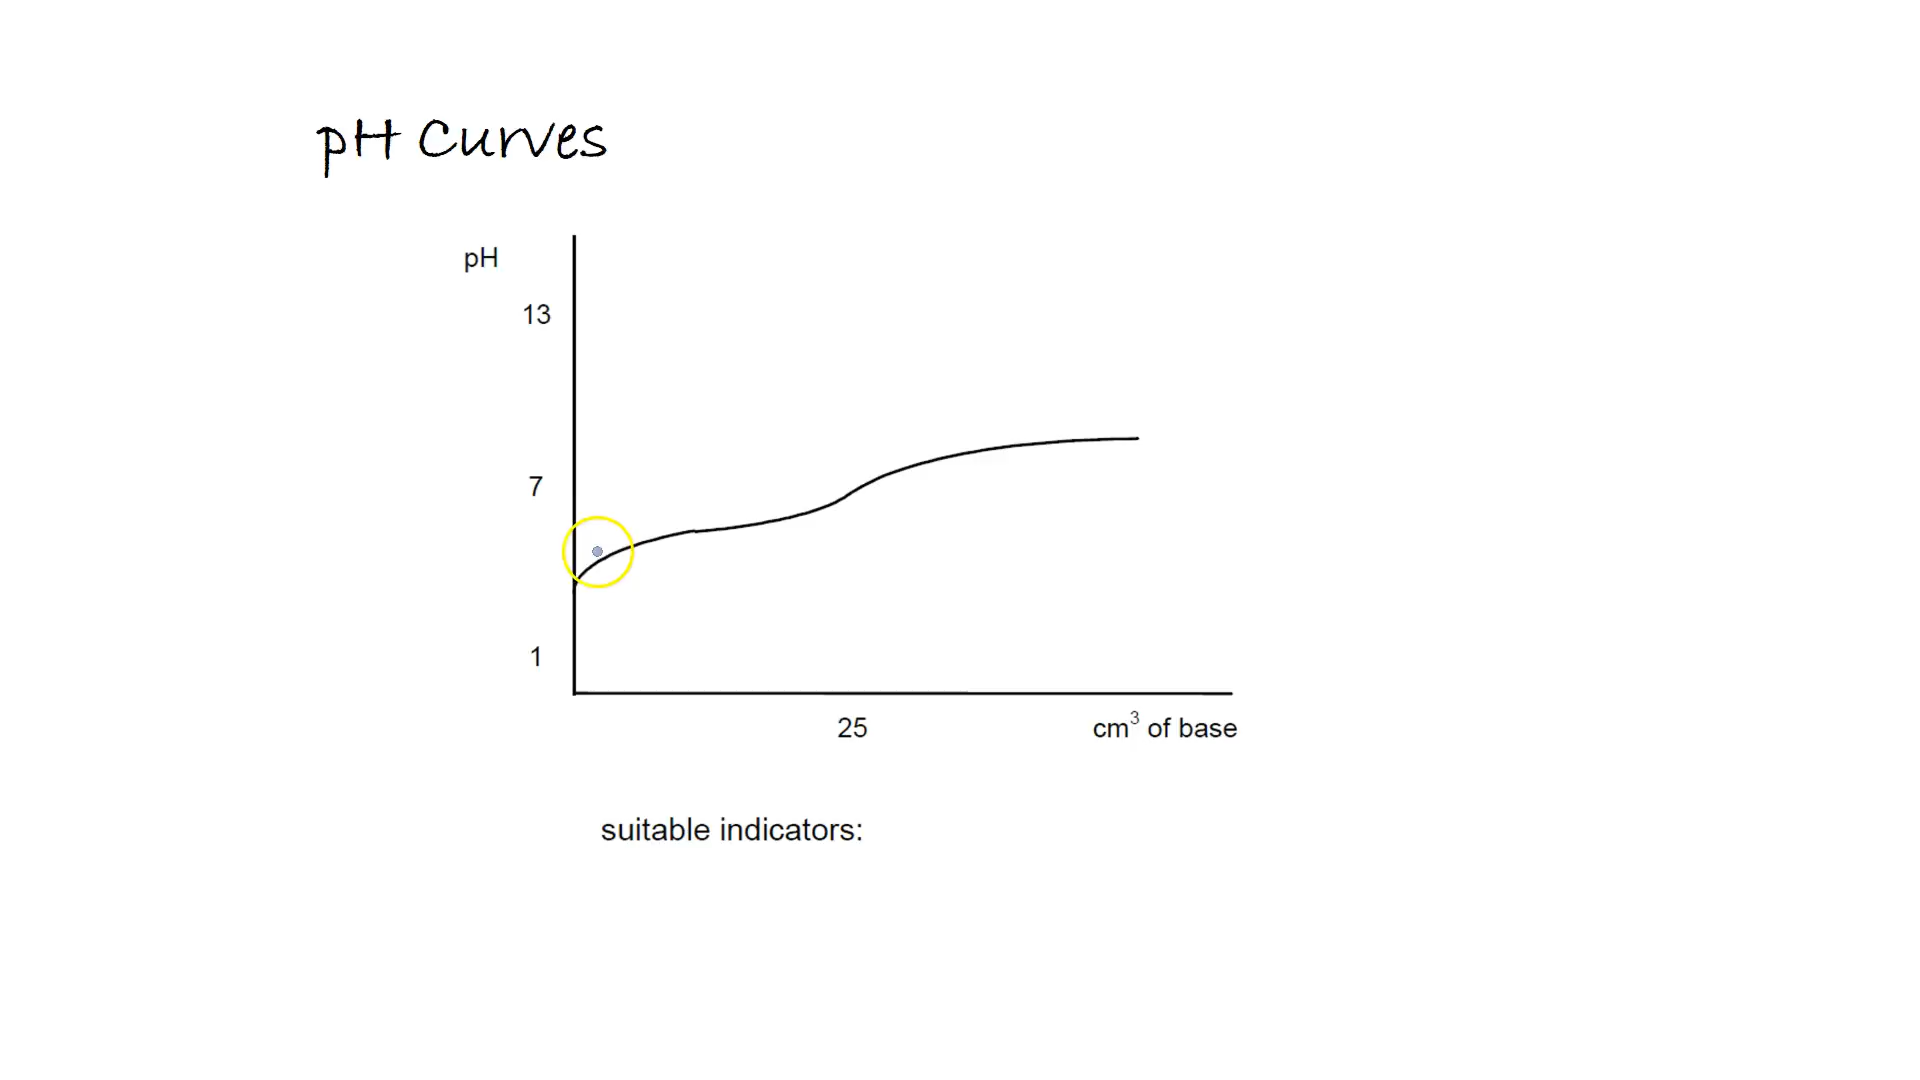 pH Curves
pH
13
7
1
25
cm³ of base
suitable indicators: